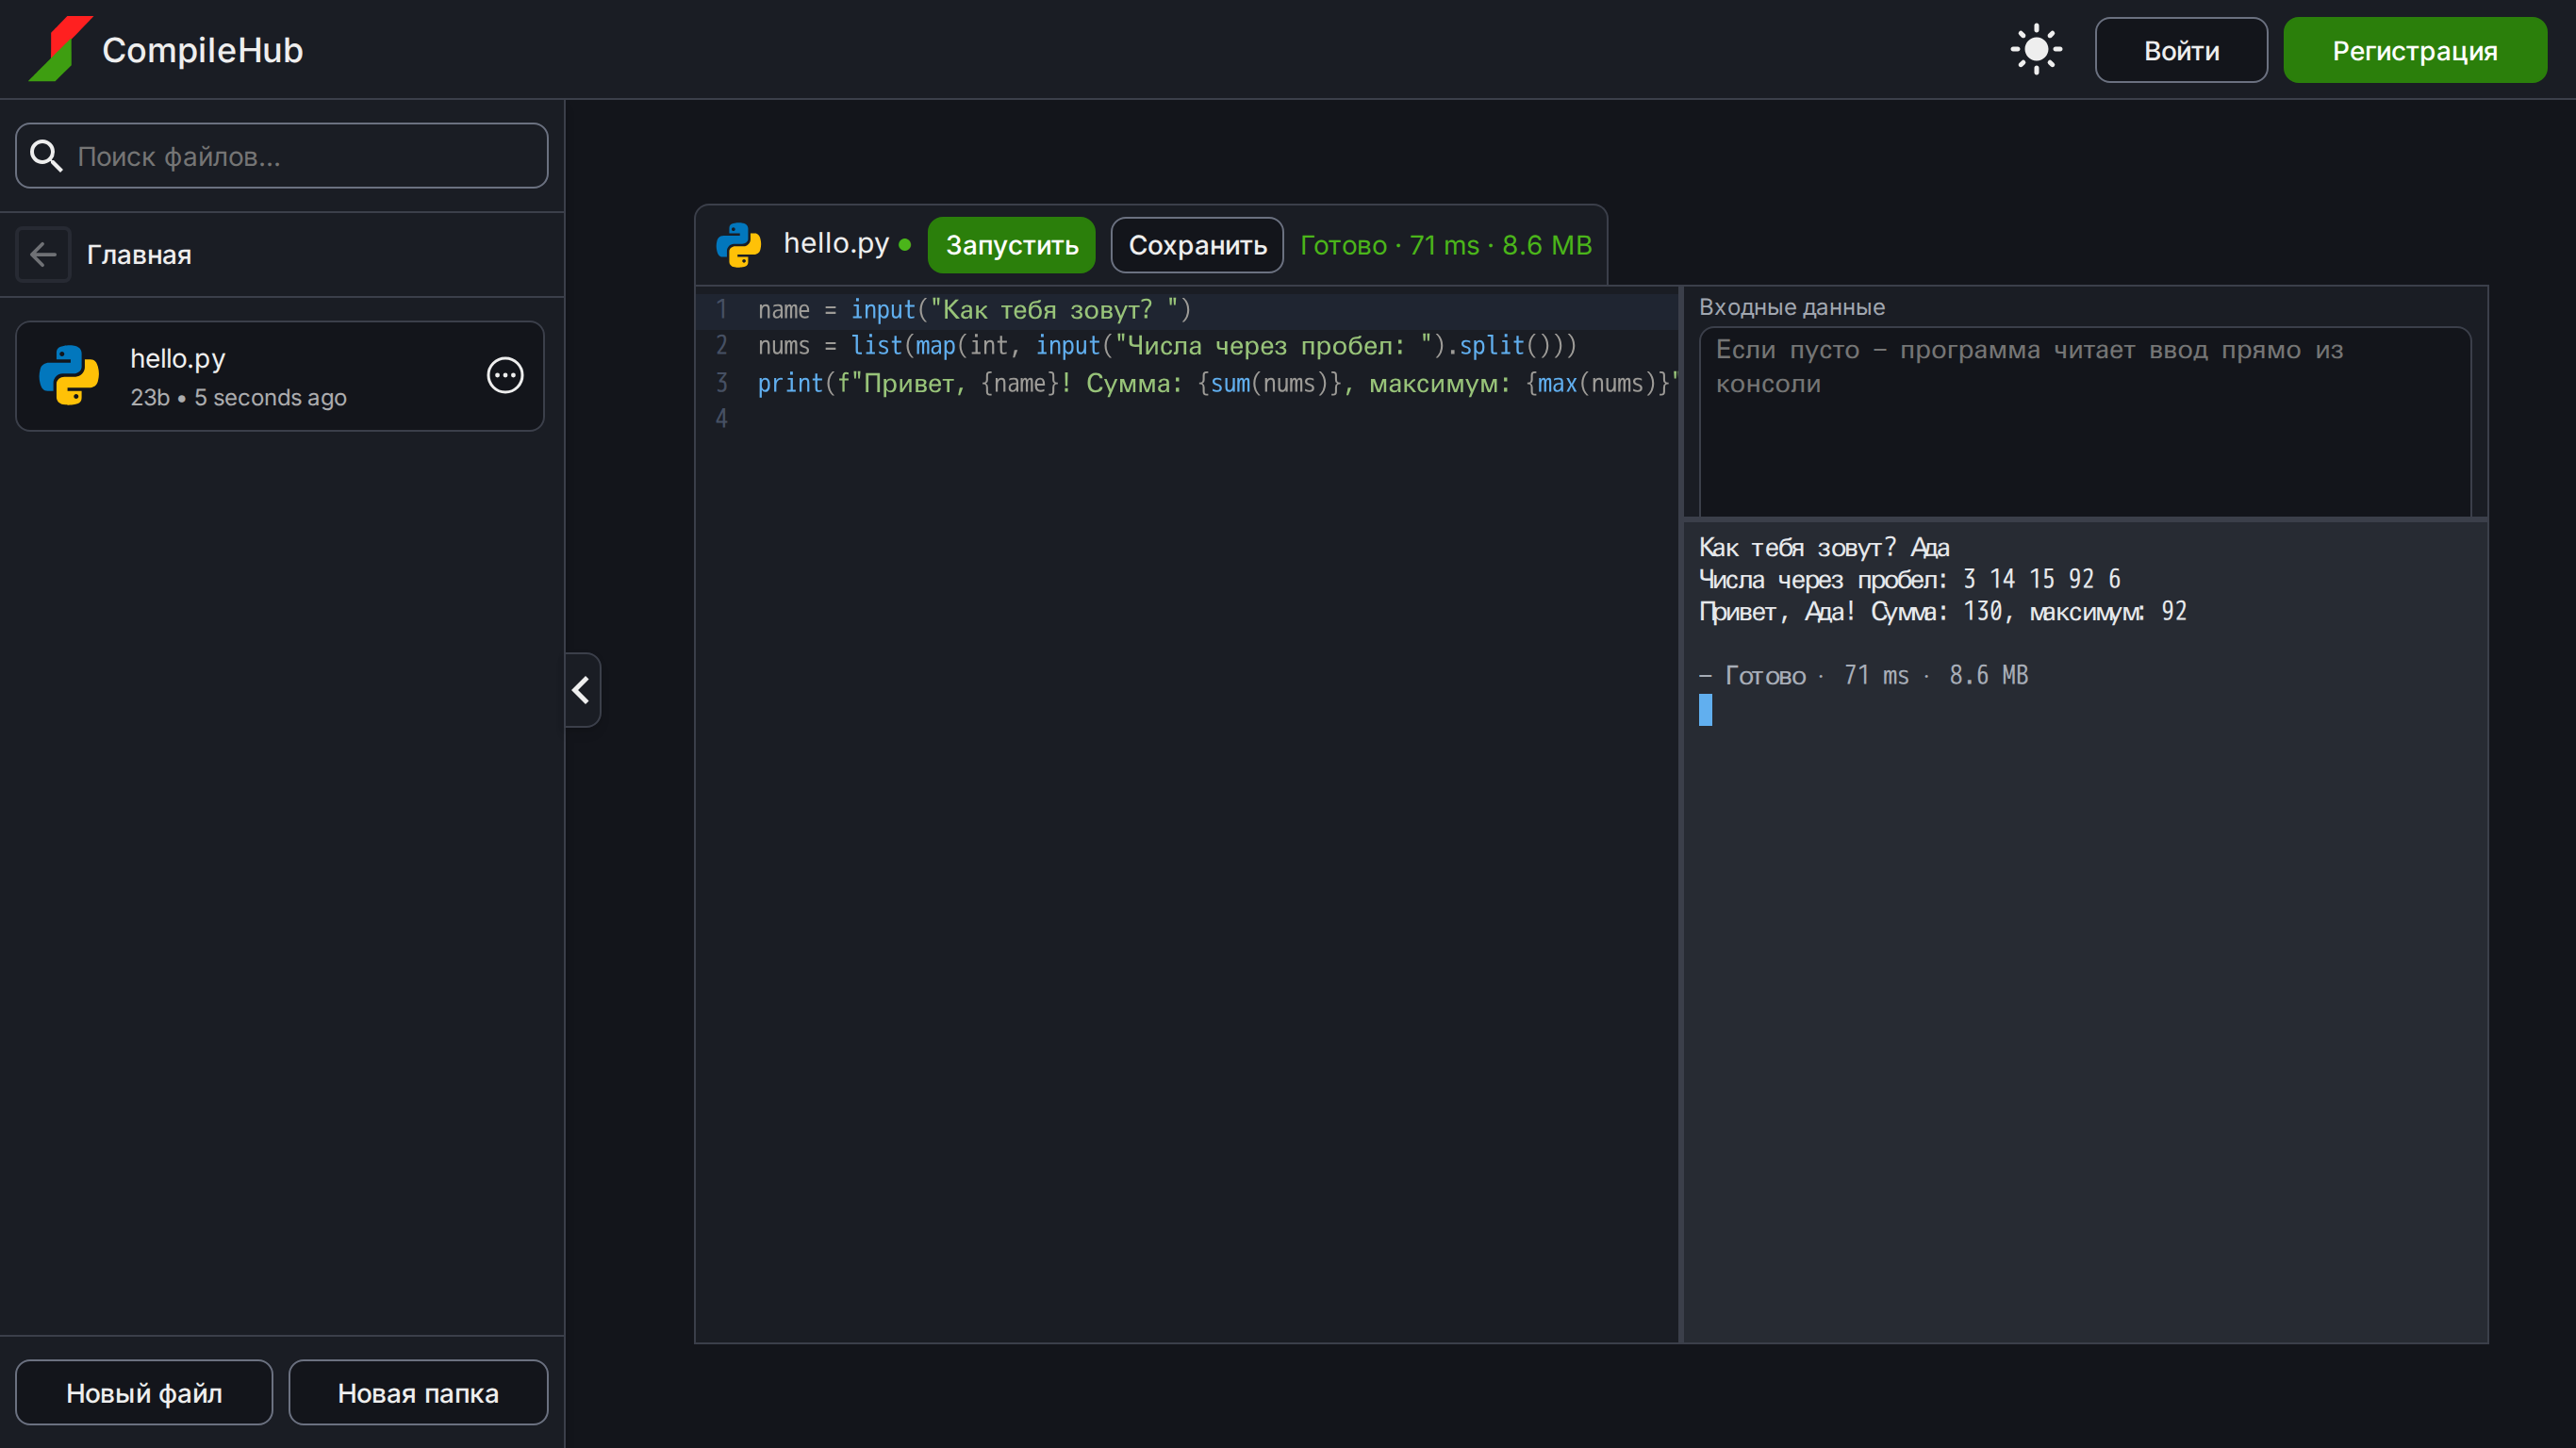 CompileHub
Войти
Регистрация
Поиск файлов...
Главная
hello.py
23b • 5 seconds ago
Новый файл
Новая папка
hello.py
Запустить
Сохранить
Готово · 71 ms · 8.6 MB
1 name = input("Как тебя зовут? ")
2 nums = list(map(int, input("Числа через пробел: ").split()))
3 print(f"Привет, {name}! Сумма: {sum(nums)}, максимум: {max(nums)}"
4
Входные данные
Если пусто — программа читает ввод прямо из
консоли
Как тебя зовут? Ада
Числа через пробел: 3 14 15 92 6
Привет, Ада! Сумма: 130, максимум: 92
— Готово · 71 ms · 8.6 MB